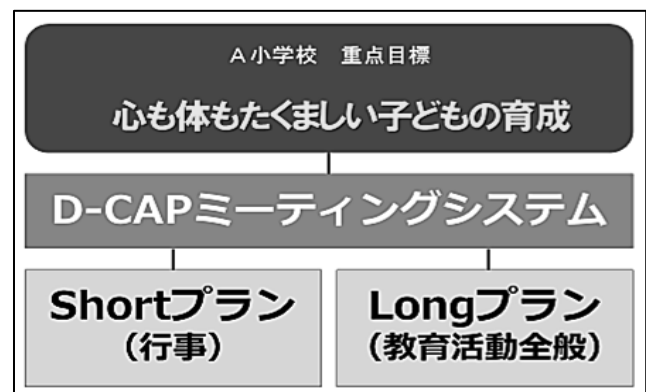 A小学校 重点目標
心も体もたくましい子どもの育成
D-CAPミーティングシステム
Shortプラン
（行事）
Longプラン
（教育活動全般）